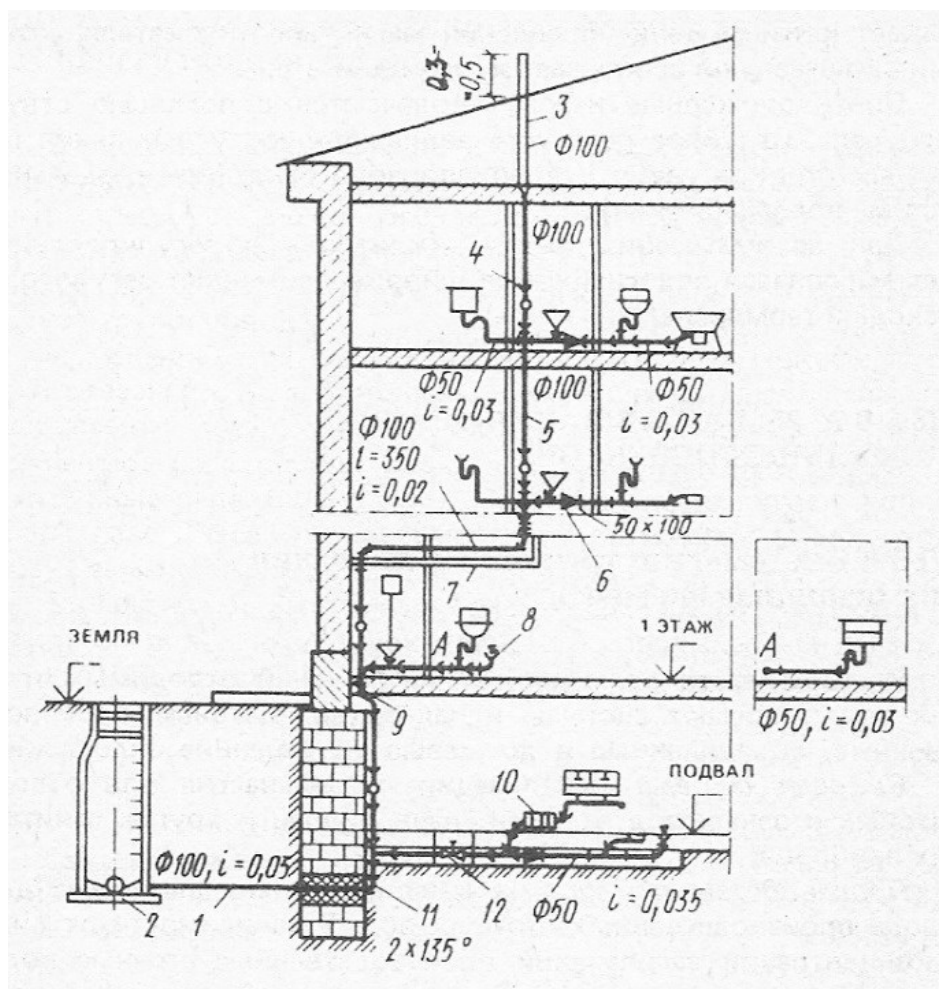 0,3-
=0,5
3
Ф100
Ф100
4
Ф50
i=0,03
Ф100
Ф50
i=0,03
5
Ф100
l=350
i=0,02
50×100
6
7
8
А
1 ЭТАЖ
ЗЕМЛЯ
А
Ф50, i=0,03
9
ПОДВАЛ
10
Ф100, i=0,05
2
1
11
12
Ф50
i=0,035
2×135°